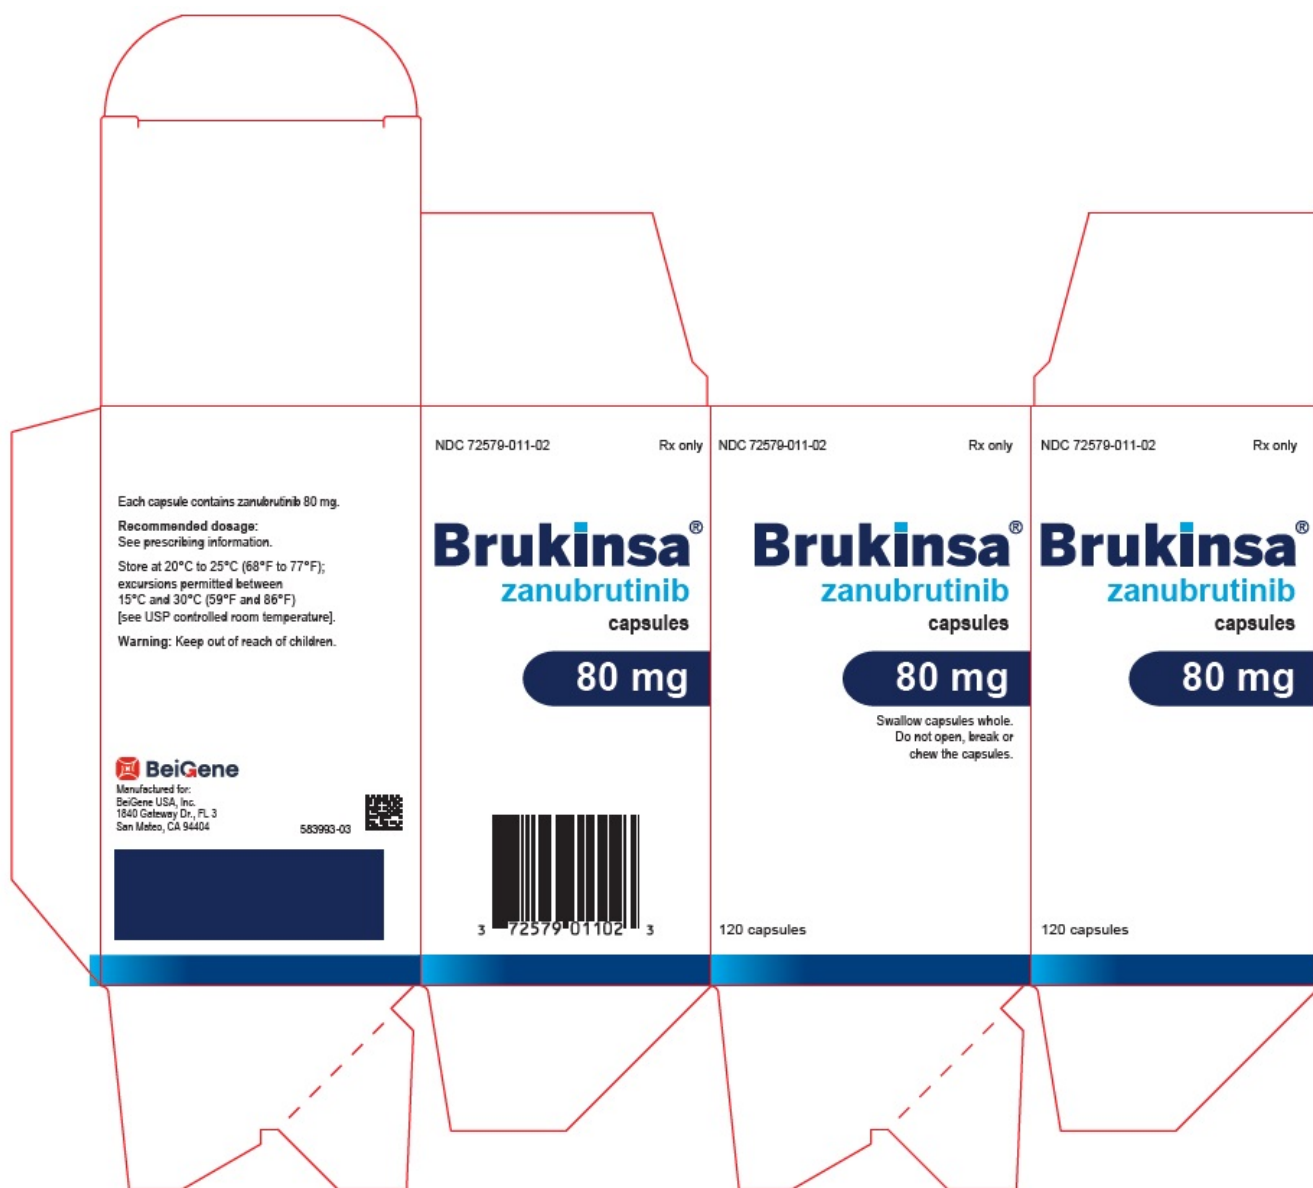 Each capsule contains zanubrutinib 80 mg.
Recommended dosage:
See prescribing information.
Store at 20°C to 25°C (68°F to 77°F);
excursions permitted between
15°C and 30°C (59°F and 86°F)
[see USP controlled room temperature].
Warning: Keep out of reach of children.
BeiGene
Manufactured for:
BeiGene USA, Inc.
1840 Gateway Dr., FL 3
San Mateo, CA 94404
583993-03
NDC 72579-011-02 Rx only
Brukinsa®
zanubrutinib
capsules
80 mg
3 72579 01102 3
NDC 72579-011-02 Rx only
Brukinsa®
zanubrutinib
capsules
80 mg
Swallow capsules whole.
Do not open, break or
chew the capsules.
120 capsules
NDC 72579-011-02 Rx only
Brukinsa®
zanubrutinib
capsules
80 mg
120 capsules